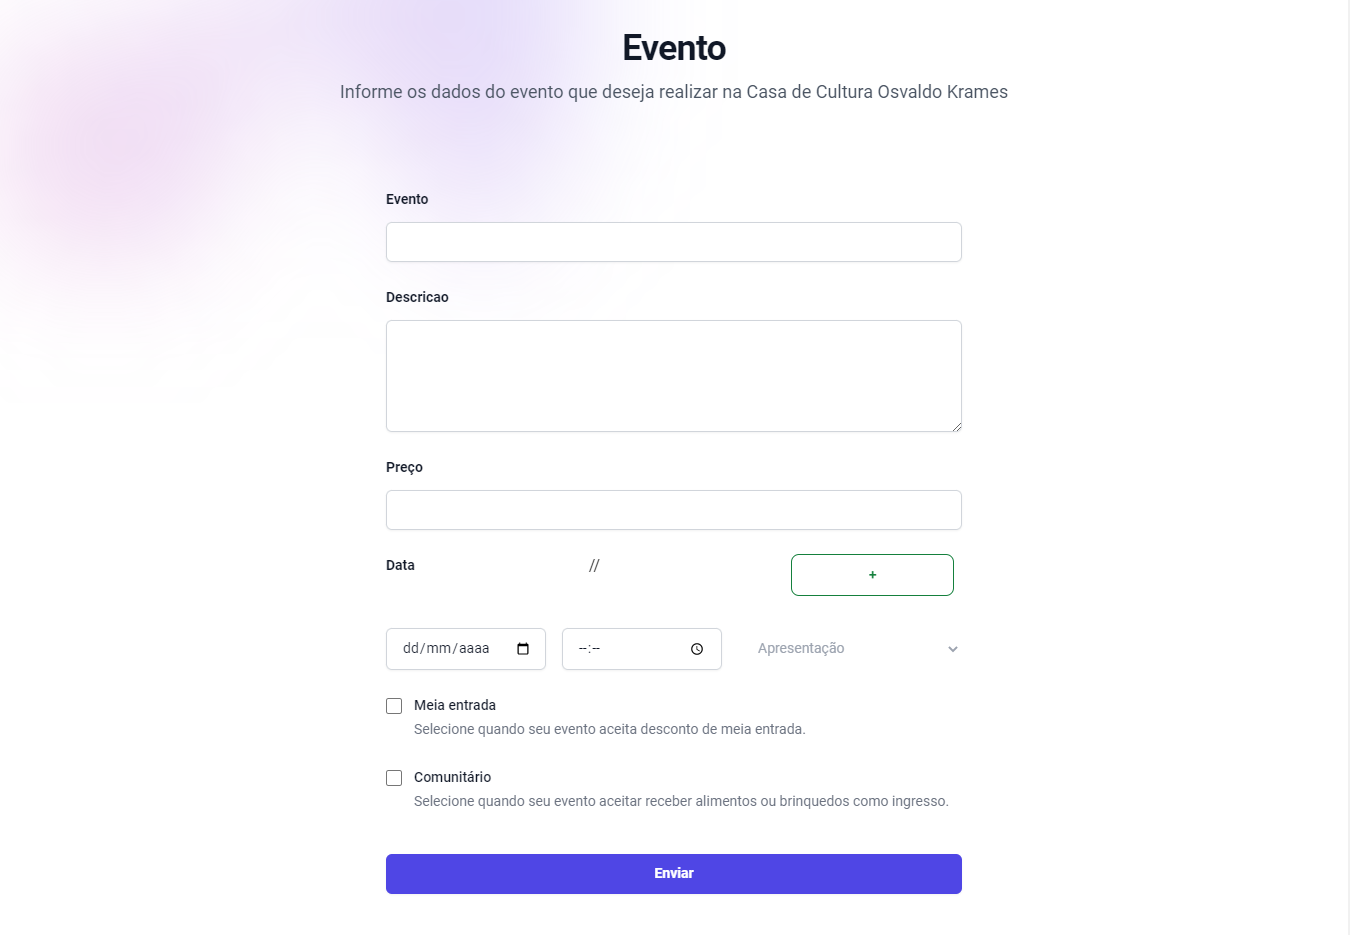 Evento
Informe os dados do evento que deseja realizar na Casa de Cultura Osvaldo Krames
Evento
Descricao
Preço
Data // +
dd/mm/aaaa --:-- Apresentação
Meia entrada
Selecione quando seu evento aceita desconto de meia entrada.
Comunitário
Selecione quando seu evento aceitar receber alimentos ou brinquedos como ingresso.
Enviar